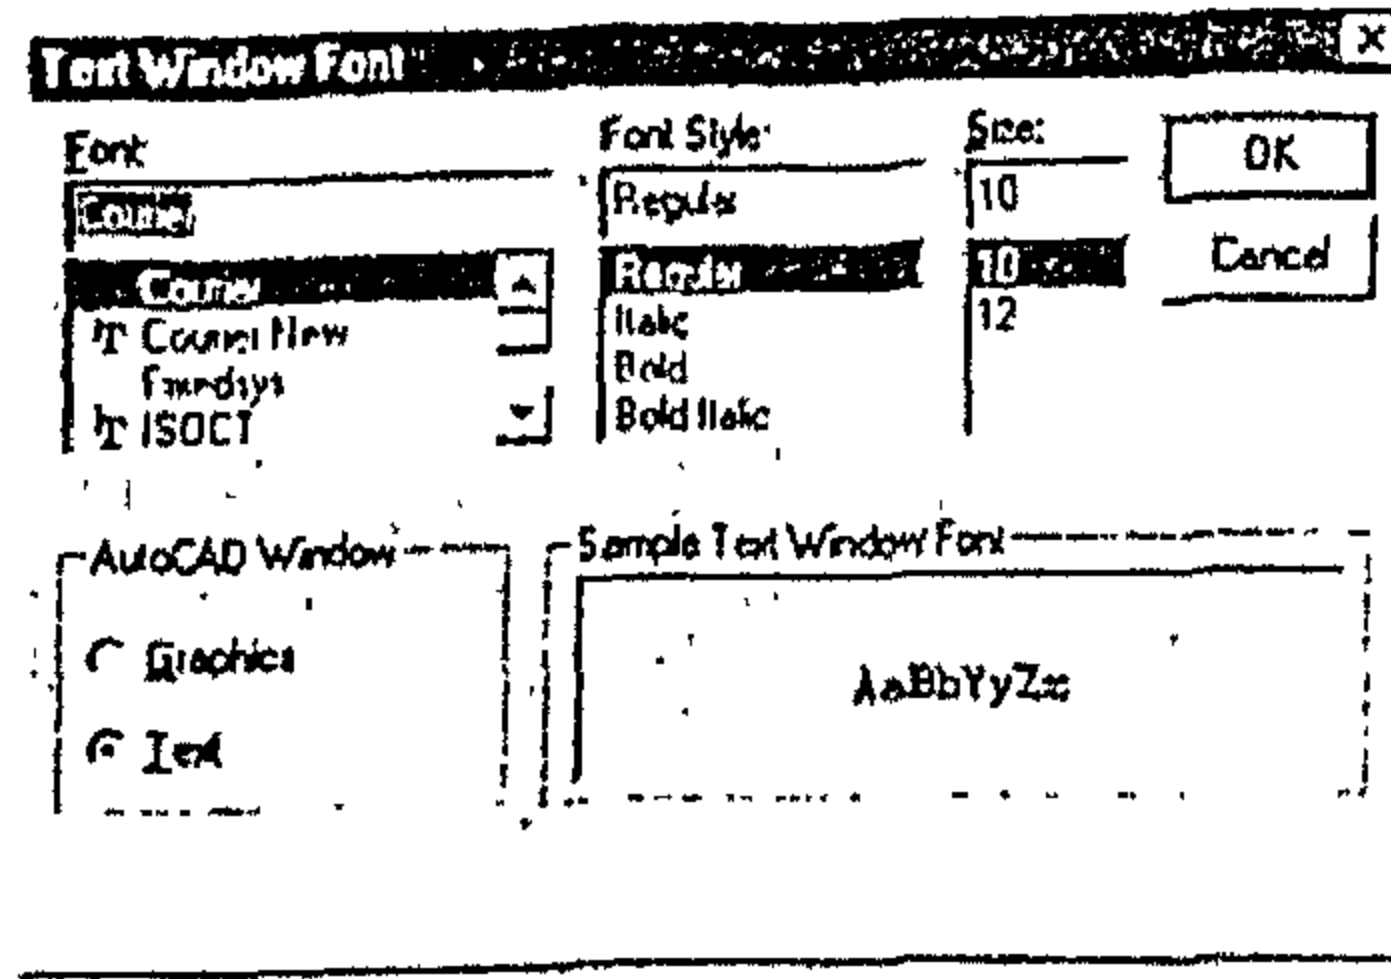 Text Window Font
Font:
Font Style:
Size:
OK
Courier
Regular
10
Cancel
Courier
Regular
10
Courier New
Italic
12
Fixedsys
Bold
ISOCT
Bold Italic
AutoCAD Window
Sample Text Window Font
Graphics
AaBbYyZz
Text